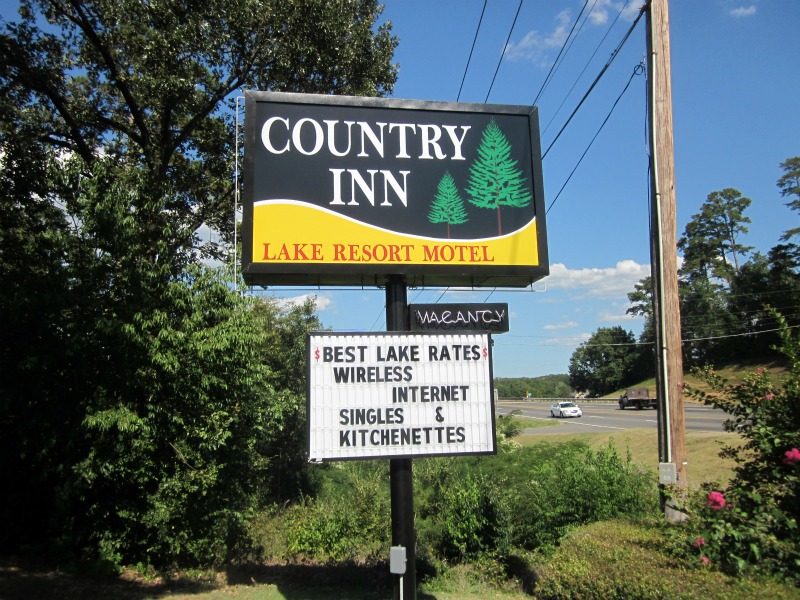 COUNTRY
INN
LAKE RESORT MOTEL
VACANCY
$BEST LAKE RATES$
WIRELESS
INTERNET
SINGLES &
KITCHENETTES